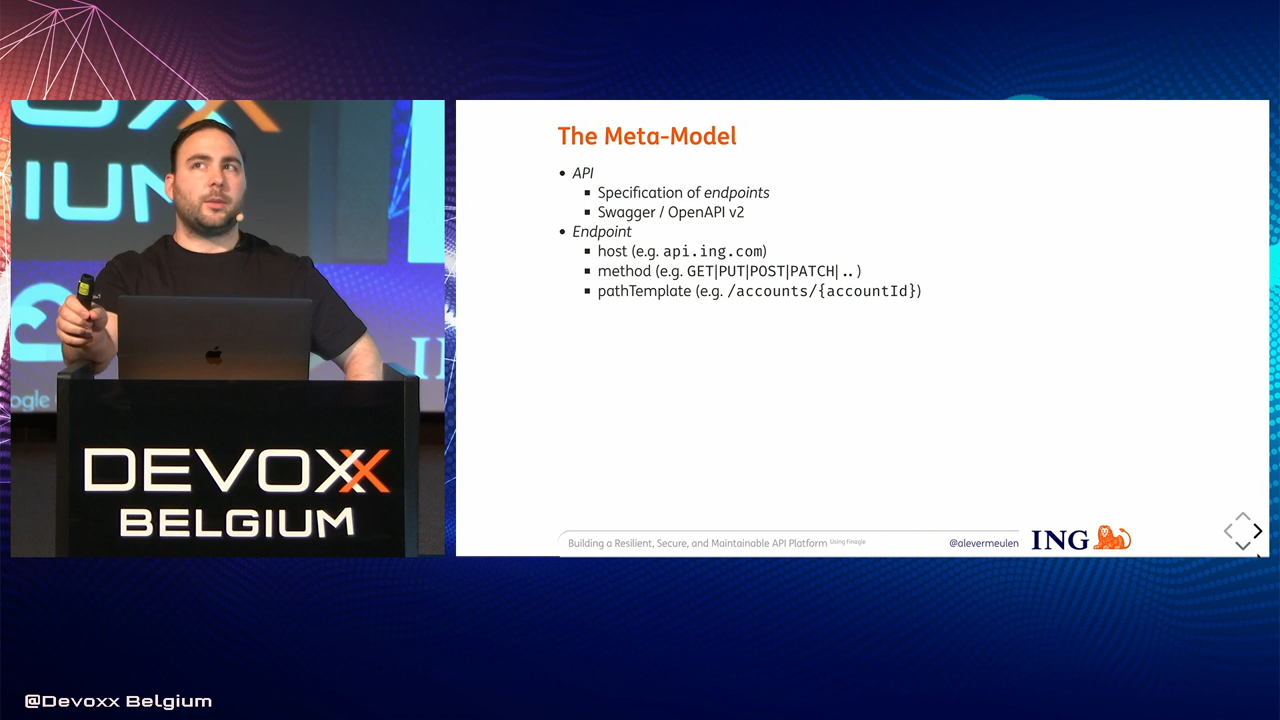 IUM
ogle
DEVOXX
BELGIUM
The Meta-Model
• API
▪ Specification of endpoints
▪ Swagger / OpenAPI v2
• Endpoint
▪ host (e.g. api.ing.com)
▪ method (e.g. GET|PUT|POST|PATCH|..)
▪ pathTemplate (e.g. /accounts/{accountId})
Building a Resilient, Secure, and Maintainable API Platform Using Finagle
@alevermeulen
ING
@Devoxx Belgium